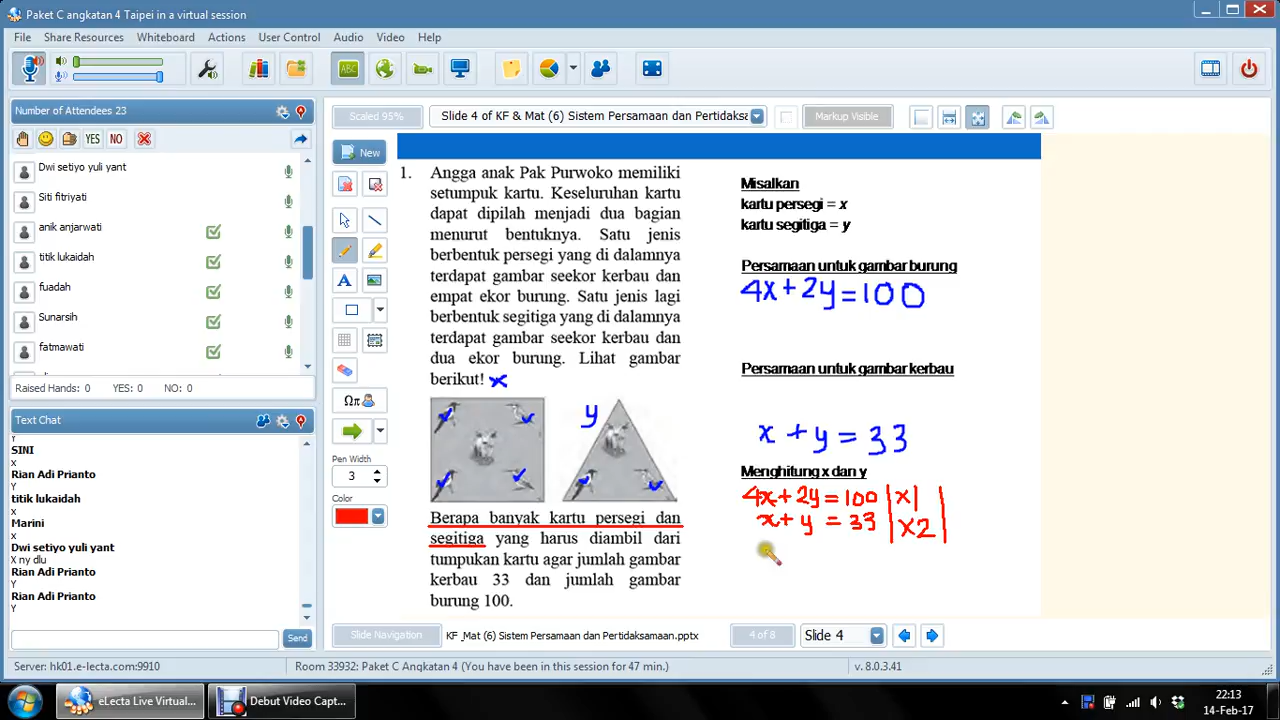 Paket C angkatan 4 Taipei in a virtual session
File Share Resources Whiteboard Actions User Control Audio Video Help
Number of Attendees 23
YES NO
Dwi setiyo yuli yant
Siti fitriyati
anik anjarwati
titik lukaidah
fuadah
Sunarsih
fatmawati
Raised Hands: 0 YES: 0 NO: 0
Text Chat
Y
SINI
x
Rian Adi Prianto
Y
titik lukaidah
x
Marini
x
Dwi setiyo yuli yant
X ny dlu
Rian Adi Prianto
Y
Rian Adi Prianto
Y
Send
ABC
Scaled 95%
Slide 4 of KF & Mat (6) Sistem Persamaan dan Pertidaksa
Markup Visible
New
A
Ωπ
Pen Width
3
Color
1. Angga anak Pak Purwoko memiliki
setumpuk kartu. Keseluruhan kartu
dapat dipilah menjadi dua bagian
menurut bentuknya. Satu jenis
berbentuk persegi yang di dalamnya
terdapat gambar seekor kerbau dan
empat ekor burung. Satu jenis lagi
berbentuk segitiga yang di dalamnya
terdapat gambar seekor kerbau dan
dua ekor burung. Lihat gambar
berikut! x
y
Berapa banyak kartu persegi dan
segitiga yang harus diambil dari
tumpukan kartu agar jumlah gambar
kerbau 33 dan jumlah gambar
burung 100.
Misalkan
kartu persegi = x
kartu segitiga = y
Persamaan untuk gambar burung
4x+2y=100
Persamaan untuk gambar kerbau
x + y = 33
Menghitung x dan y
4x+2y=100 | x1 |
x+y = 33 | x2 |
Slide Navigation KF_Mat (6) Sistem Persamaan dan Pertidaksamaan.pptx 4 of 8 Slide 4
Server: hk01.e-lecta.com:9910 Room 33932: Paket C Angkatan 4 (You have been in this session for 47 min.) v. 8.0.3.41
eLecta Live Virtual... Debut Video Capt...
22:13
14-Feb-17